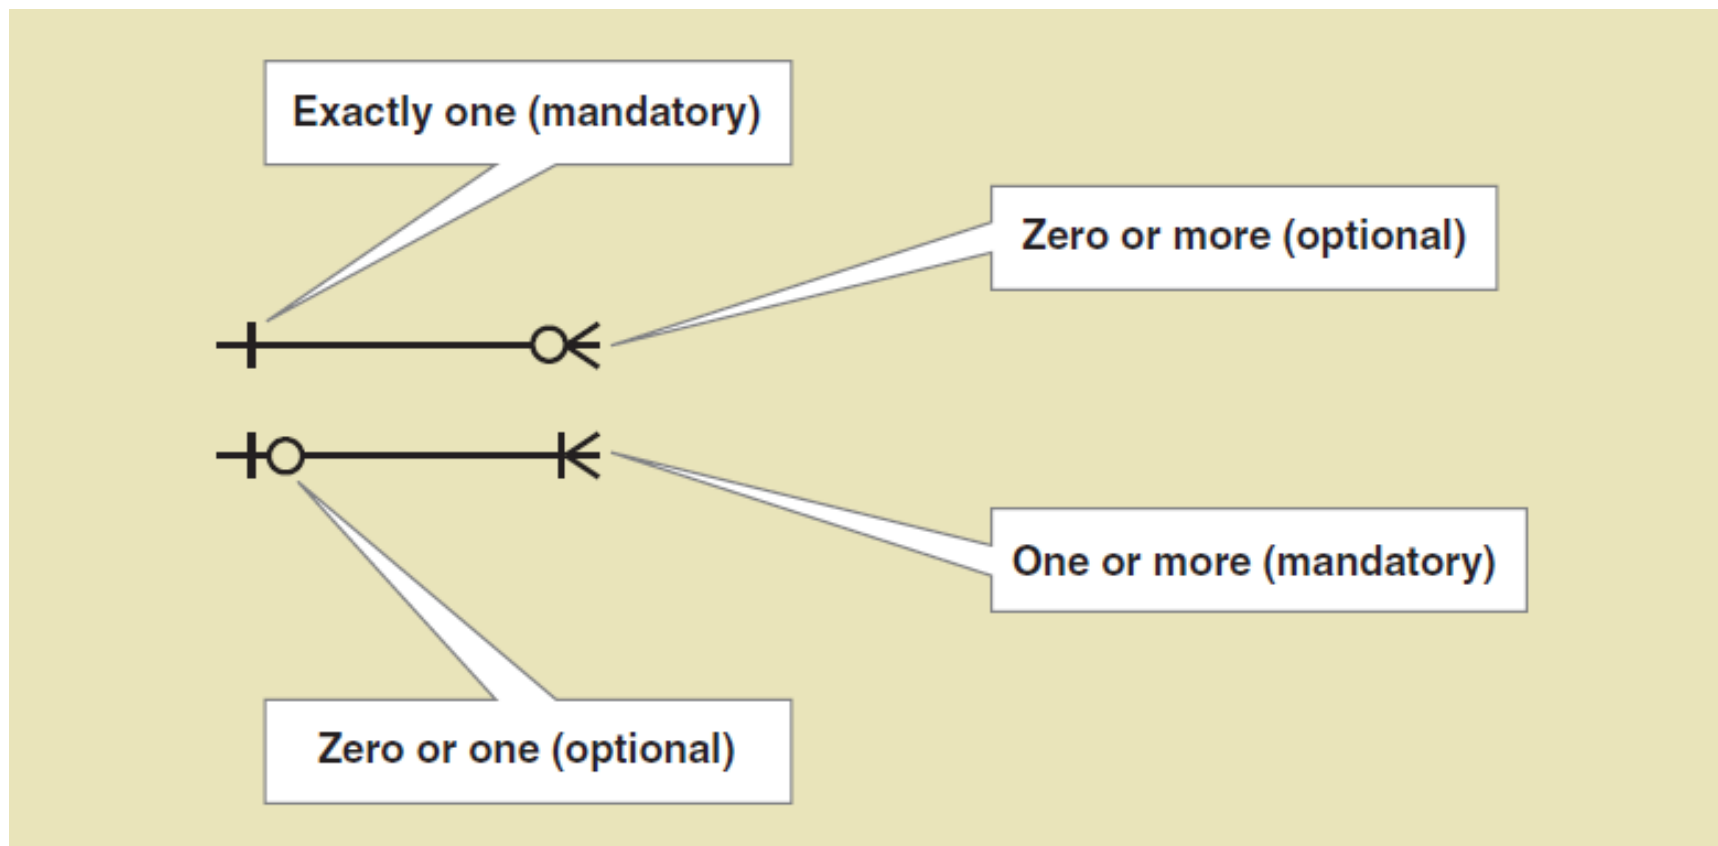 Exactly one (mandatory)
Zero or more (optional)
One or more (mandatory)
Zero or one (optional)